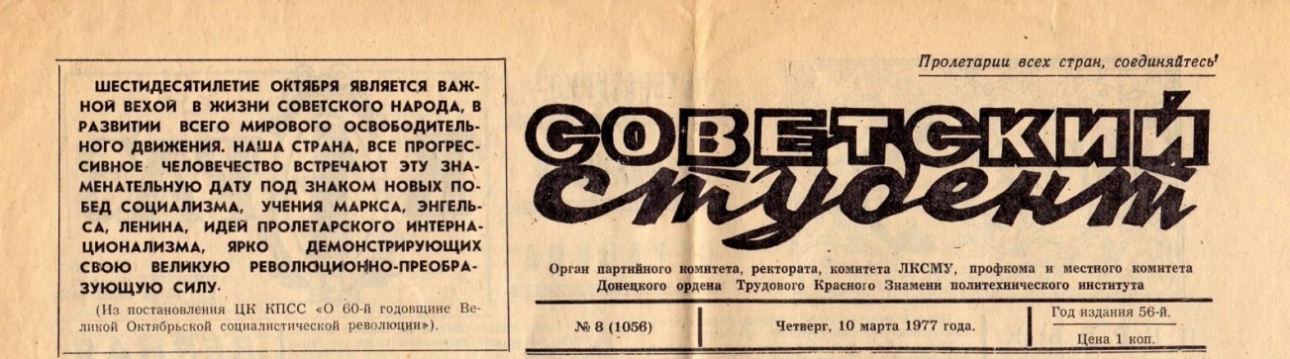 ШЕСТИДЕСЯТИЛЕТИЕ ОКТЯБРЯ ЯВЛЯЕТСЯ ВАЖ-
НОЙ ВЕХОЙ В ЖИЗНИ СОВЕТСКОГО НАРОДА, В
РАЗВИТИИ ВСЕГО МИРОВОГО ОСВОБОДИТЕЛЬ-
НОГО ДВИЖЕНИЯ. НАША СТРАНА, ВСЕ ПРОГРЕС-
СИВНОЕ ЧЕЛОВЕЧЕСТВО ВСТРЕЧАЮТ ЭТУ ЗНА-
МЕНАТЕЛЬНУЮ ДАТУ ПОД ЗНАКОМ НОВЫХ ПО-
БЕД СОЦИАЛИЗМА, УЧЕНИЯ МАРКСА, ЭНГЕЛЬ-
СА, ЛЕНИНА, ИДЕЙ ПРОЛЕТАРСКОГО ИНТЕРНА-
ЦИОНАЛИЗМА, ЯРКО ДЕМОНСТРИРУЮЩИХ
СВОЮ ВЕЛИКУЮ РЕВОЛЮЦИОННО-ПРЕОБРА-
ЗУЮЩУЮ СИЛУ.
(Из постановления ЦК КПСС «О 60-й годовщине Ве-
ликой Октябрьской социалистической революции»).
Пролетарии всех стран, соединяйтесь!
СОВЕТСКИЙ
студент
Орган партийного комитета, ректората, комитета ЛКСМУ, профкома и местного комитета
Донецкого ордена Трудового Красного Знамени политехнического института
№ 8 (1056)
Четверг, 10 марта 1977 года.
Год издания 56-й.
Цена 1 коп.